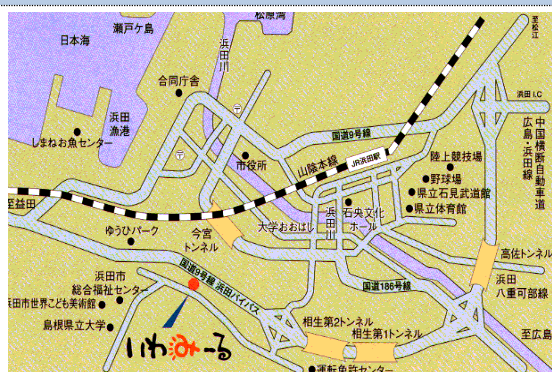 至松江
松原湾
瀬戸ケ島
日本海
浜田川
合同庁舎
浜田I.C
浜田
漁港
しまねお魚センター
国道9号線
中国横断自動車道
広島・浜田線
市役所
山陰本線
JR浜田駅
陸上競技場
野球場
県立石見武道館
県立体育館
至益田
石央文化
ホール
大学おおはし
浜田川
今宮
トンネル
ゆうひパーク
高佐トンネル
国道9号線 浜田バイパス
浜田市
総合福祉センター
国道186号線
浜田
八重可部線
浜田市世界こども美術館
島根県立大学
相生第2トンネル
相生第1トンネル
至広島
いわみーる
運転免許センター